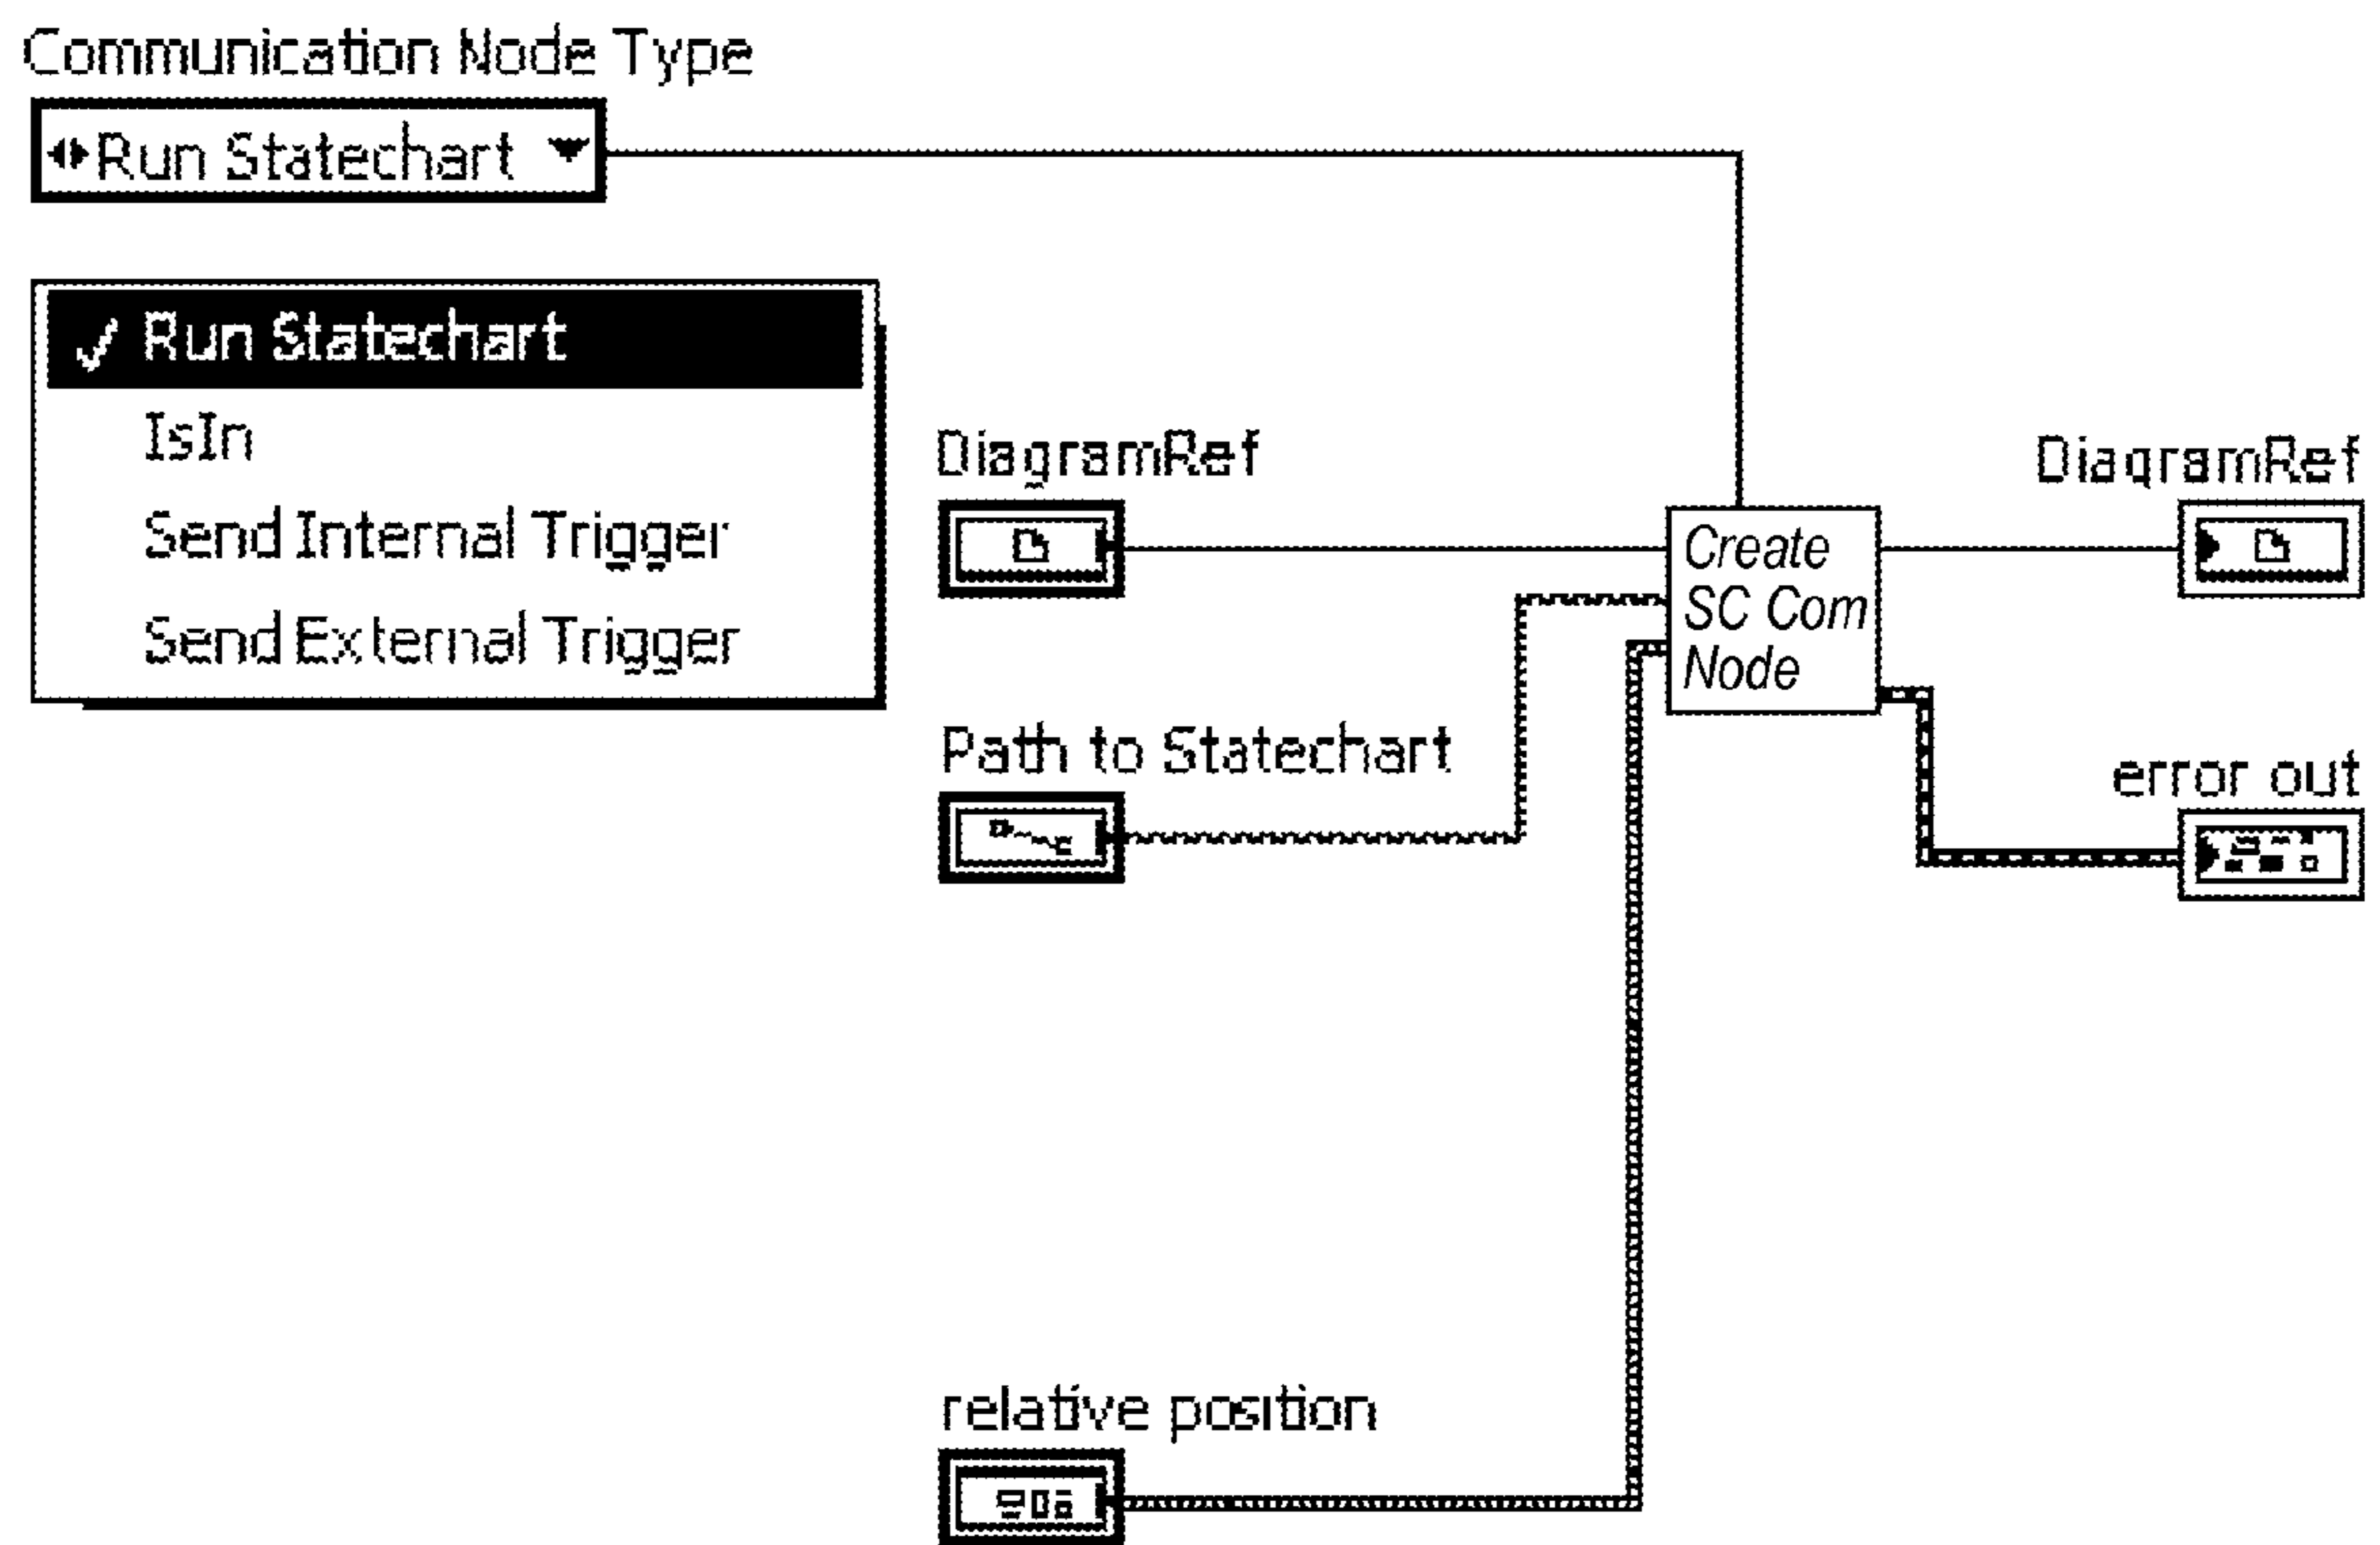 Communication Node Type
Run Statechart
Run Statechart
IsIn
Send Internal Trigger
Send External Trigger
DiagramRef
DiagramRef
Create
SC Com
Node
Path to Statechart
error out
relative position